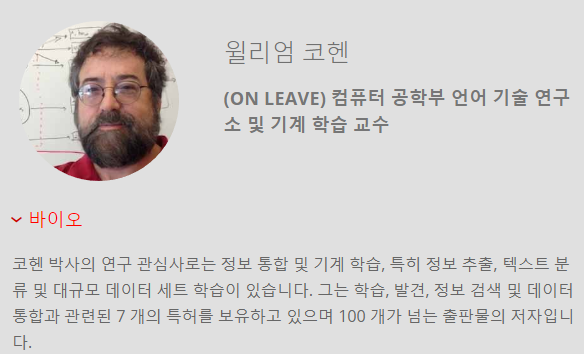 윌리엄 코헨
(ON LEAVE) 컴퓨터 공학부 언어 기술 연구
소 및 기계 학습 교수
바이오
코헨 박사의 연구 관심사로는 정보 통합 및 기계 학습, 특히 정보 추출, 텍스트 분
류 및 대규모 데이터 세트 학습이 있습니다. 그는 학습, 발견, 정보 검색 및 데이터
통합과 관련된 7 개의 특허를 보유하고 있으며 100 개가 넘는 출판물의 저자입니
다.